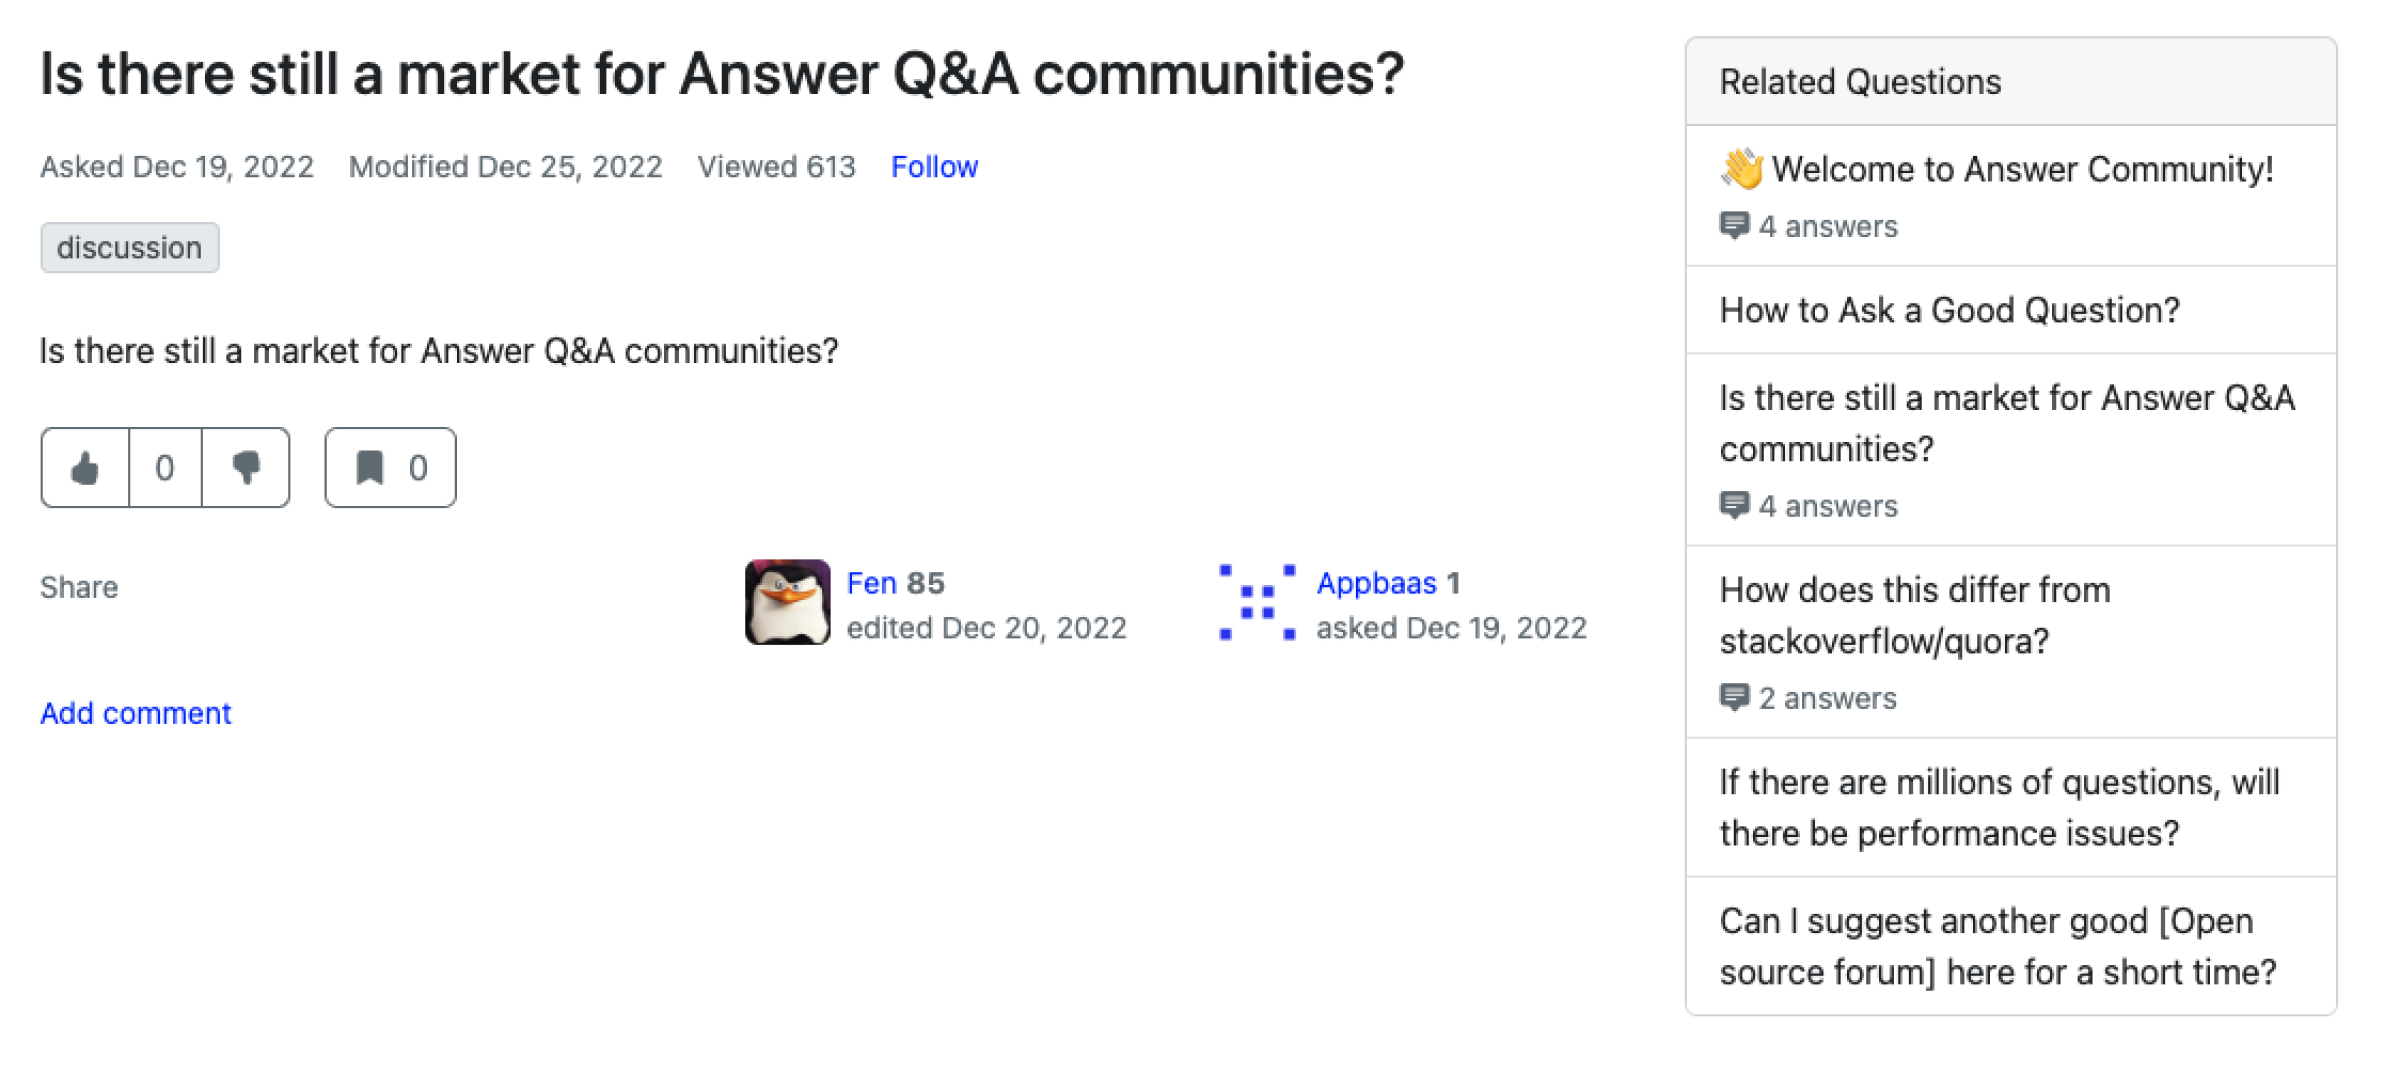 Is there still a market for Answer Q&A communities?
Asked Dec 19, 2022 Modified Dec 25, 2022 Viewed 613 Follow
discussion
Is there still a market for Answer Q&A communities?
0 0
Share
Fen 85
edited Dec 20, 2022
Appbaas 1
asked Dec 19, 2022
Add comment
Related Questions
👋 Welcome to Answer Community!
4 answers
How to Ask a Good Question?
Is there still a market for Answer Q&A
communities?
4 answers
How does this differ from
stackoverflow/quora?
2 answers
If there are millions of questions, will
there be performance issues?
Can I suggest another good [Open
source forum] here for a short time?